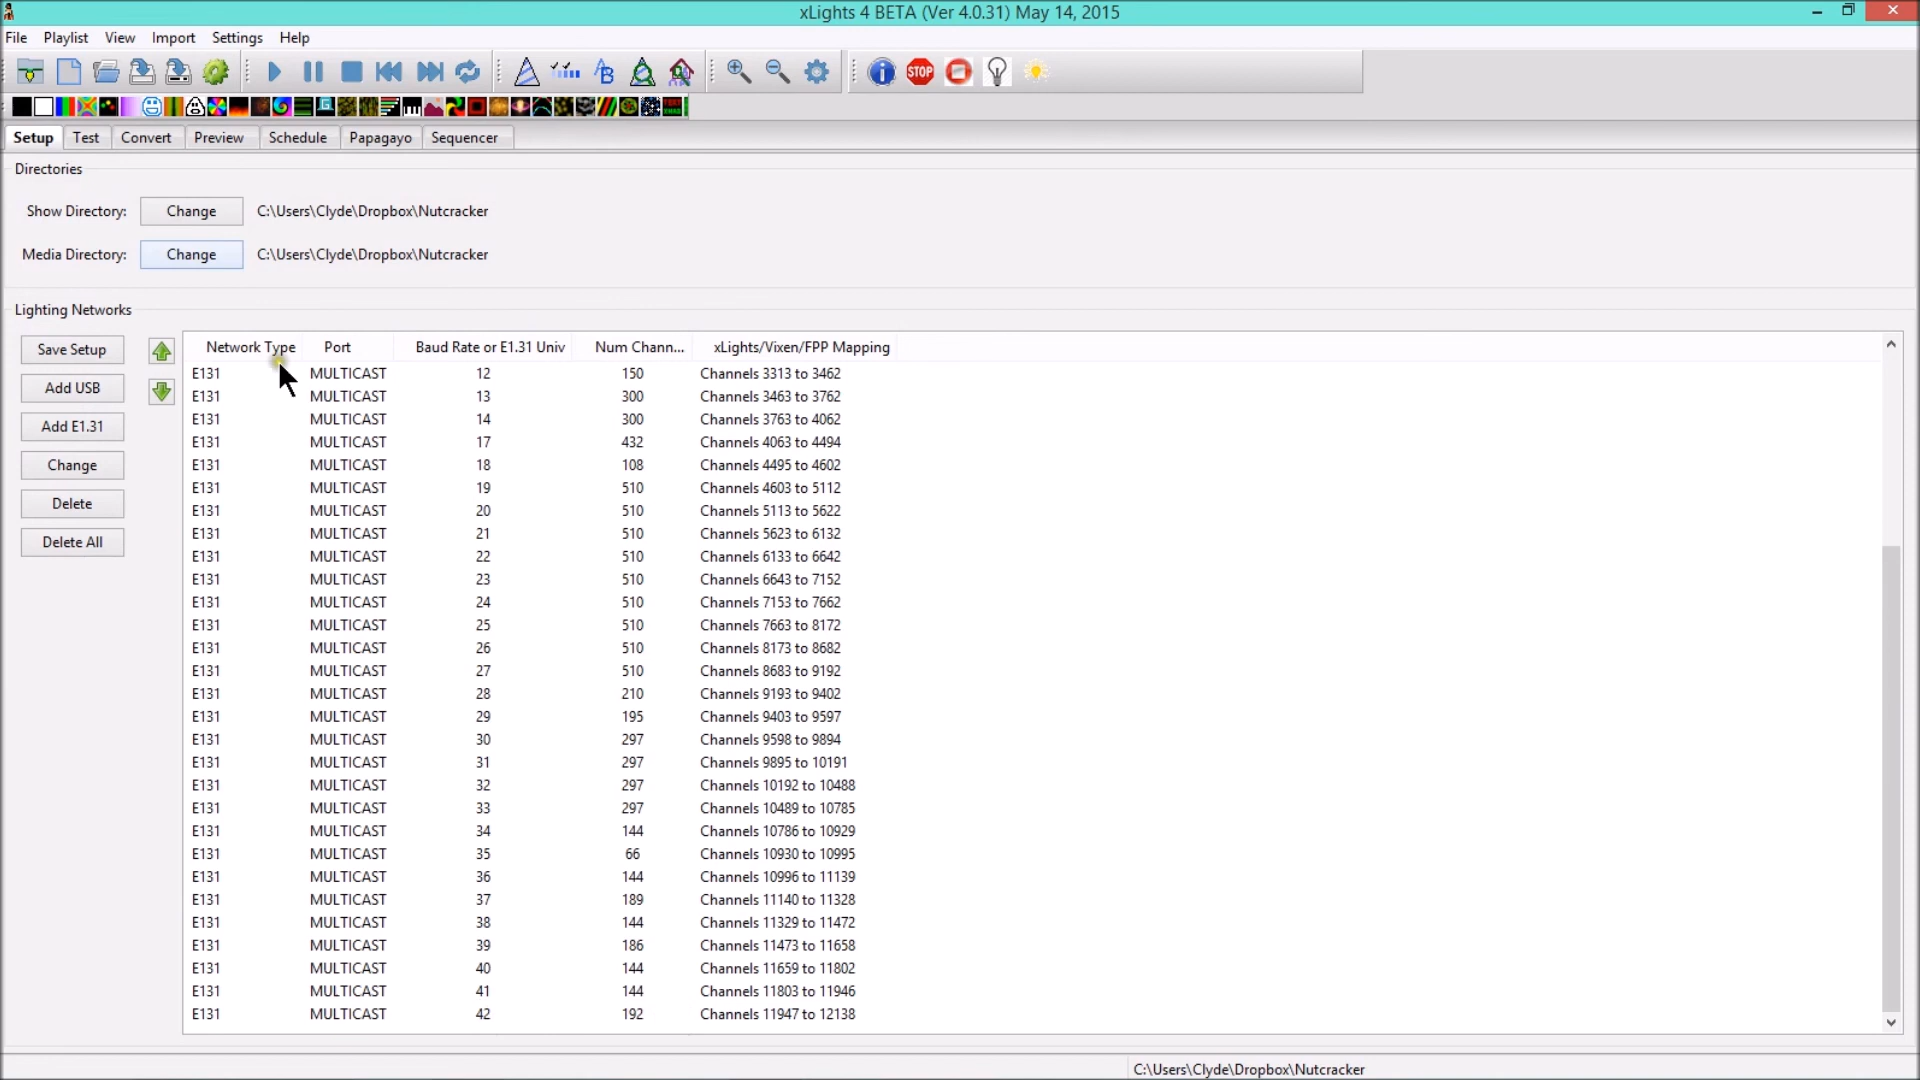 xLights 4 BETA (Ver 4.0.31) May 14, 2015
File Playlist View Import Settings Help
STOP
Setup Test Convert Preview Schedule Papagayo Sequencer
Directories
Show Directory: Change C:\Users\Clyde\Dropbox\Nutcracker
Media Directory: Change C:\Users\Clyde\Dropbox\Nutcracker
Lighting Networks
Save Setup
Add USB
Add E1.31
Change
Delete
Delete All
Network Type Port Baud Rate or E1.31 Univ Num Chann... xLights/Vixen/FPP Mapping
E131 MULTICAST 12 150 Channels 3313 to 3462
E131 MULTICAST 13 300 Channels 3463 to 3762
E131 MULTICAST 14 300 Channels 3763 to 4062
E131 MULTICAST 17 432 Channels 4063 to 4494
E131 MULTICAST 18 108 Channels 4495 to 4602
E131 MULTICAST 19 510 Channels 4603 to 5112
E131 MULTICAST 20 510 Channels 5113 to 5622
E131 MULTICAST 21 510 Channels 5623 to 6132
E131 MULTICAST 22 510 Channels 6133 to 6642
E131 MULTICAST 23 510 Channels 6643 to 7152
E131 MULTICAST 24 510 Channels 7153 to 7662
E131 MULTICAST 25 510 Channels 7663 to 8172
E131 MULTICAST 26 510 Channels 8173 to 8682
E131 MULTICAST 27 510 Channels 8683 to 9192
E131 MULTICAST 28 210 Channels 9193 to 9402
E131 MULTICAST 29 195 Channels 9403 to 9597
E131 MULTICAST 30 297 Channels 9598 to 9894
E131 MULTICAST 31 297 Channels 9895 to 10191
E131 MULTICAST 32 297 Channels 10192 to 10488
E131 MULTICAST 33 297 Channels 10489 to 10785
E131 MULTICAST 34 144 Channels 10786 to 10929
E131 MULTICAST 35 66 Channels 10930 to 10995
E131 MULTICAST 36 144 Channels 10996 to 11139
E131 MULTICAST 37 189 Channels 11140 to 11328
E131 MULTICAST 38 144 Channels 11329 to 11472
E131 MULTICAST 39 186 Channels 11473 to 11658
E131 MULTICAST 40 144 Channels 11659 to 11802
E131 MULTICAST 41 144 Channels 11803 to 11946
E131 MULTICAST 42 192 Channels 11947 to 12138
C:\Users\Clyde\Dropbox\Nutcracker